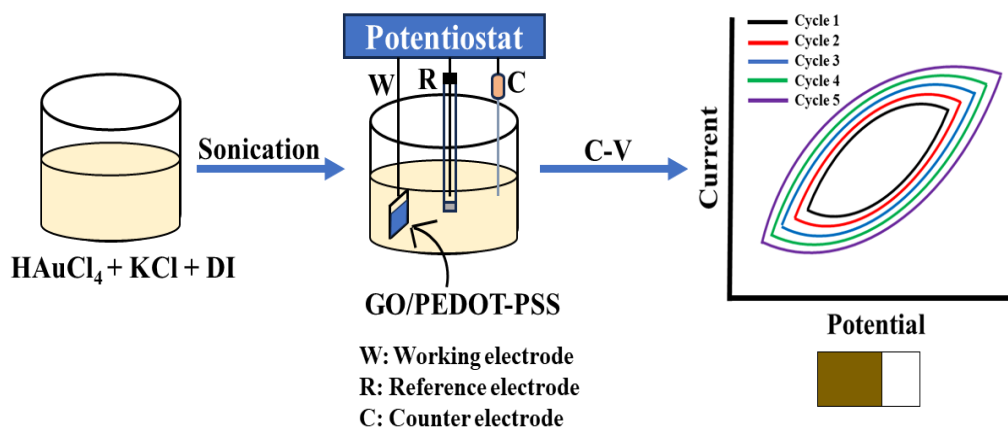 HAuCl₄ + KCl + DI
Sonication
Potentiostat
W
R
C
GO/PEDOT-PSS
W: Working electrode
R: Reference electrode
C: Counter electrode
C-V
Cycle 1
Cycle 2
Cycle 3
Cycle 4
Cycle 5
Current
Potential